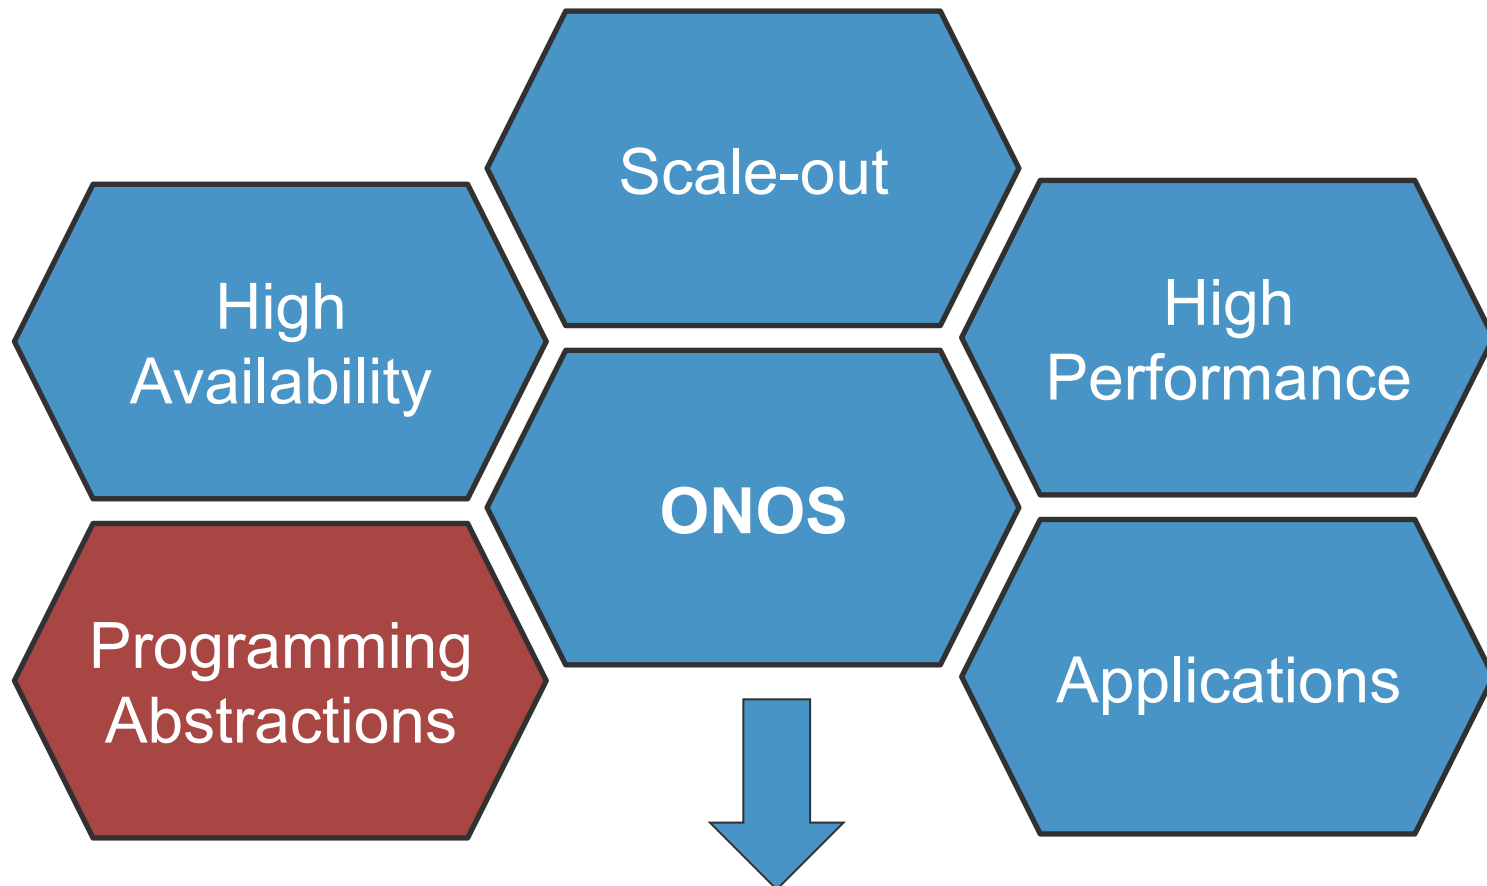 Scale-out
High
Availability
High
Performance
ONOS
Programming
Abstractions
Applications